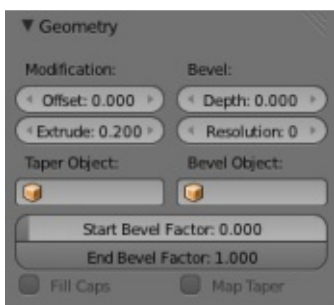 Geometry
Modification: Bevel:
Offset: 0.000 Depth: 0.000
Extrude: 0.200 Resolution: 0
Taper Object: Bevel Object:
Start Bevel Factor: 0.000
End Bevel Factor: 1.000
Fill Caps Map Taper